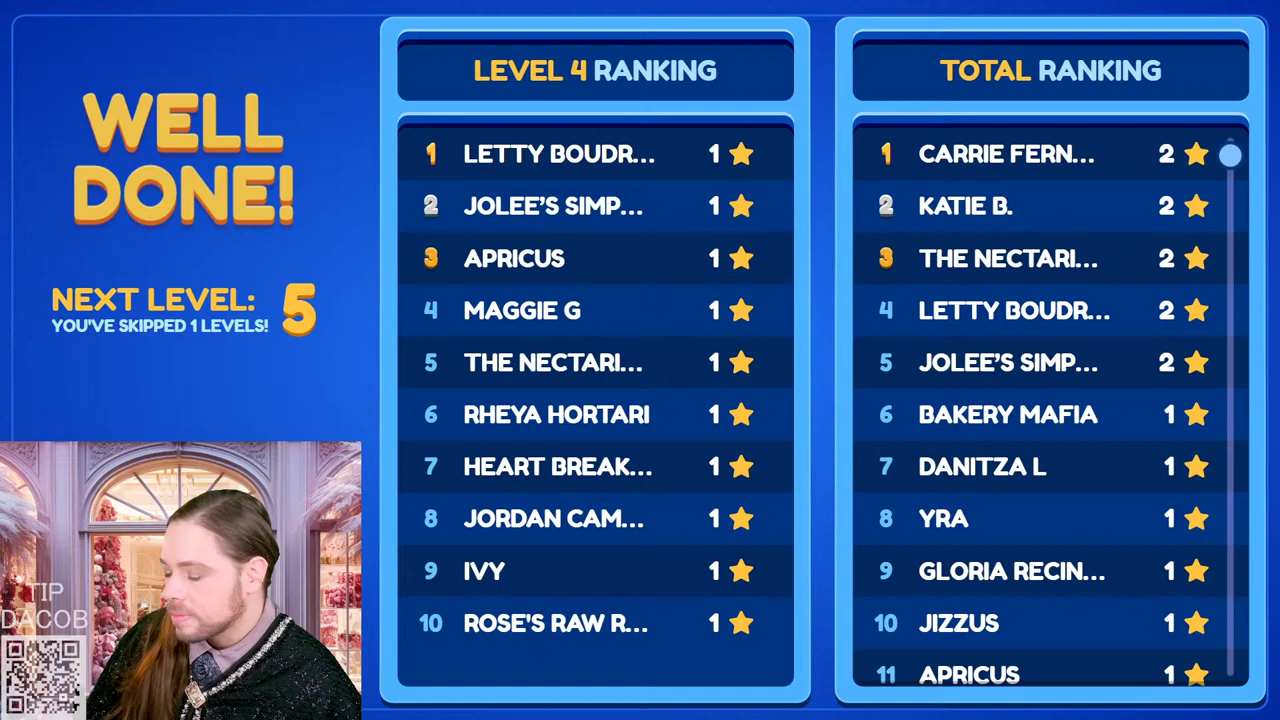 WELL
DONE!
NEXT LEVEL: 5
YOU'VE SKIPPED 1 LEVELS!
TIP
DACOB
LEVEL 4 RANKING
1 LETTY BOUDR... 1
2 JOLEE'S SIMP... 1
3 APRICUS 1
4 MAGGIE G 1
5 THE NECTARI... 1
6 RHEYA HORTARI 1
7 HEART BREAK... 1
8 JORDAN CAM... 1
9 IVY 1
10 ROSE'S RAW R... 1
TOTAL RANKING
1 CARRIE FERN... 2
2 KATIE B. 2
3 THE NECTARI... 2
4 LETTY BOUDR... 2
5 JOLEE'S SIMP... 2
6 BAKERY MAFIA 1
7 DANITZA L 1
8 YRA 1
9 GLORIA RECIN... 1
10 JIZZUS 1
11 APRICUS 1